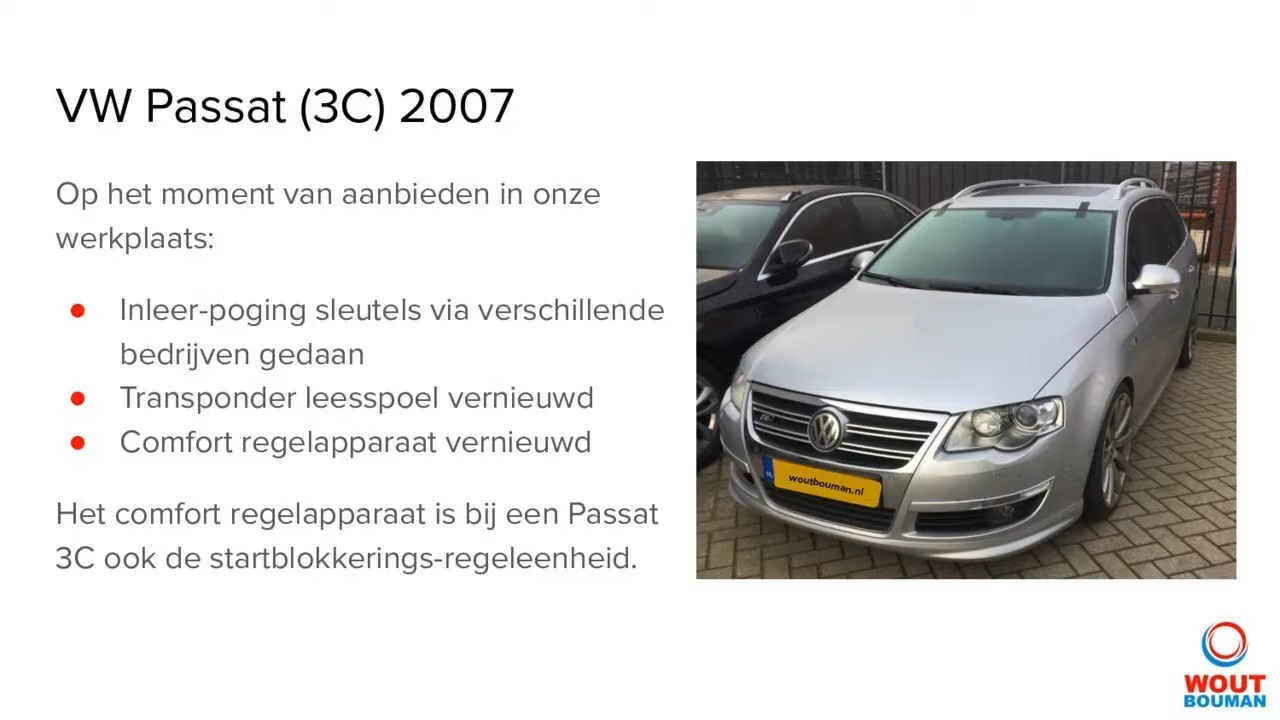 VW Passat (3C) 2007
Op het moment van aanbieden in onze
werkplaats:
● Inleer-poging sleutels via verschillende
bedrijven gedaan
● Transponder leesspoel vernieuwd
● Comfort regelapparaat vernieuwd
Het comfort regelapparaat is bij een Passat
3C ook de startblokkerings-regeleenheid.
NL
woutbouman.nl
WOUT
BOUMAN